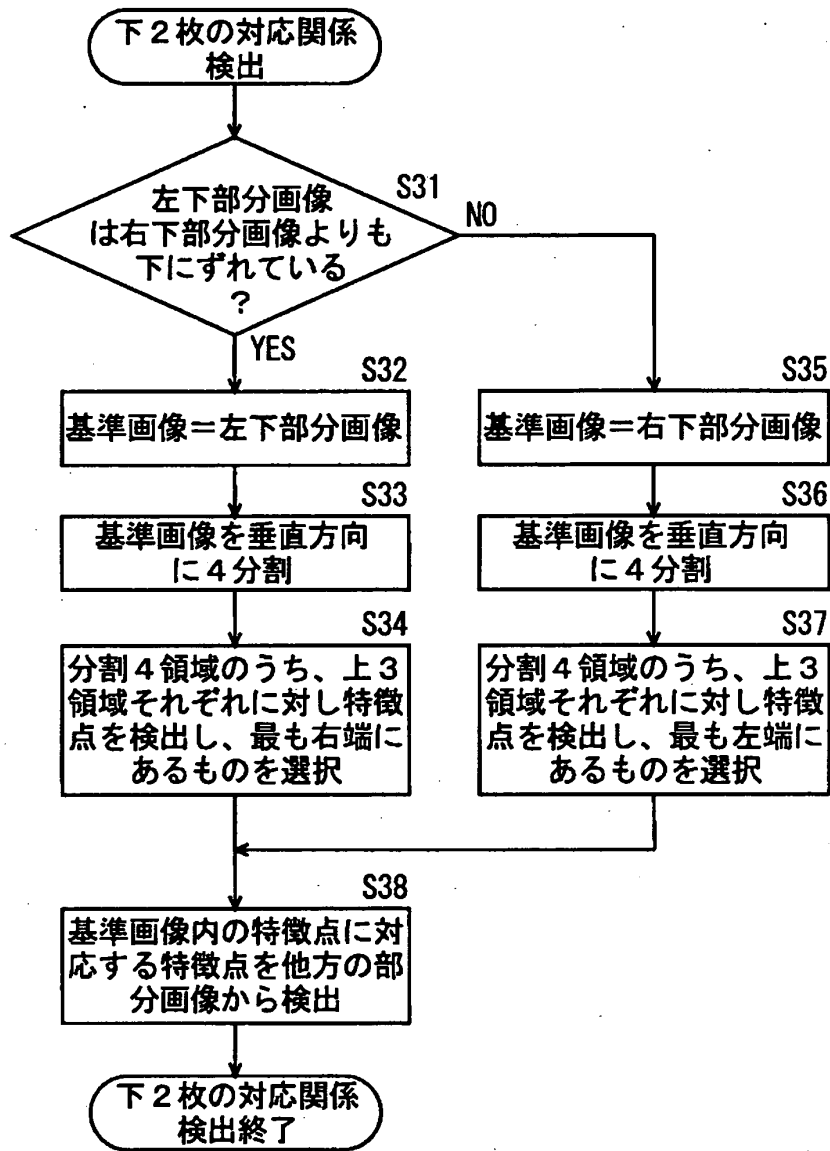 下2枚の対応関係
検出
S31
左下部分画像
は右下部分画像よりも
下にずれている
?
NO
YES
S32
基準画像=左下部分画像
S33
基準画像を垂直方向
に4分割
S34
分割4領域のうち、上3
領域それぞれに対し特徴
点を検出し、最も右端に
あるものを選択
S35
基準画像=右下部分画像
S36
基準画像を垂直方向
に4分割
S37
分割4領域のうち、上3
領域それぞれに対し特徴
点を検出し、最も左端に
あるものを選択
S38
基準画像内の特徴点に対
応する特徴点を他方の部
分画像から検出
下2枚の対応関係
検出終了